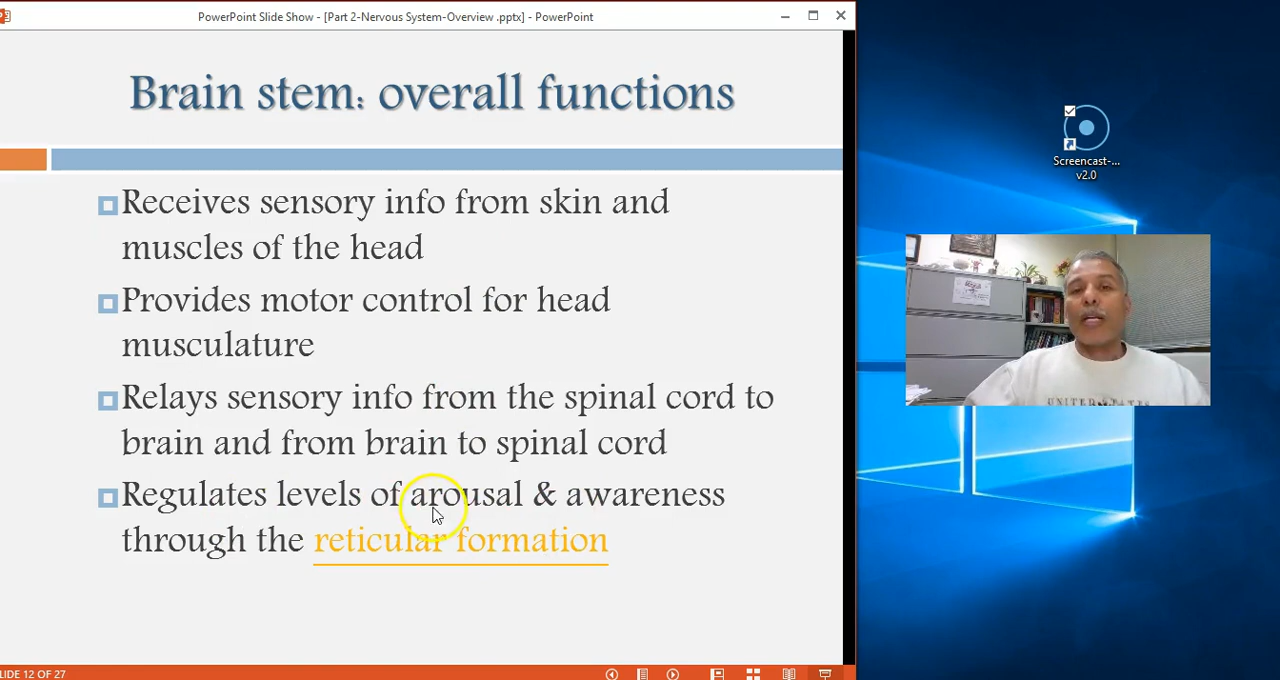 PowerPoint Slide Show - [Part 2-Nervous System-Overview .pptx] - PowerPoint
Brain stem: overall functions
Receives sensory info from skin and
muscles of the head
Provides motor control for head
musculature
Relays sensory info from the spinal cord to
brain and from brain to spinal cord
Regulates levels of arousal & awareness
through the reticular formation
Screencast-...
v2.0
UNITED STATES
SLIDE 12 OF 27